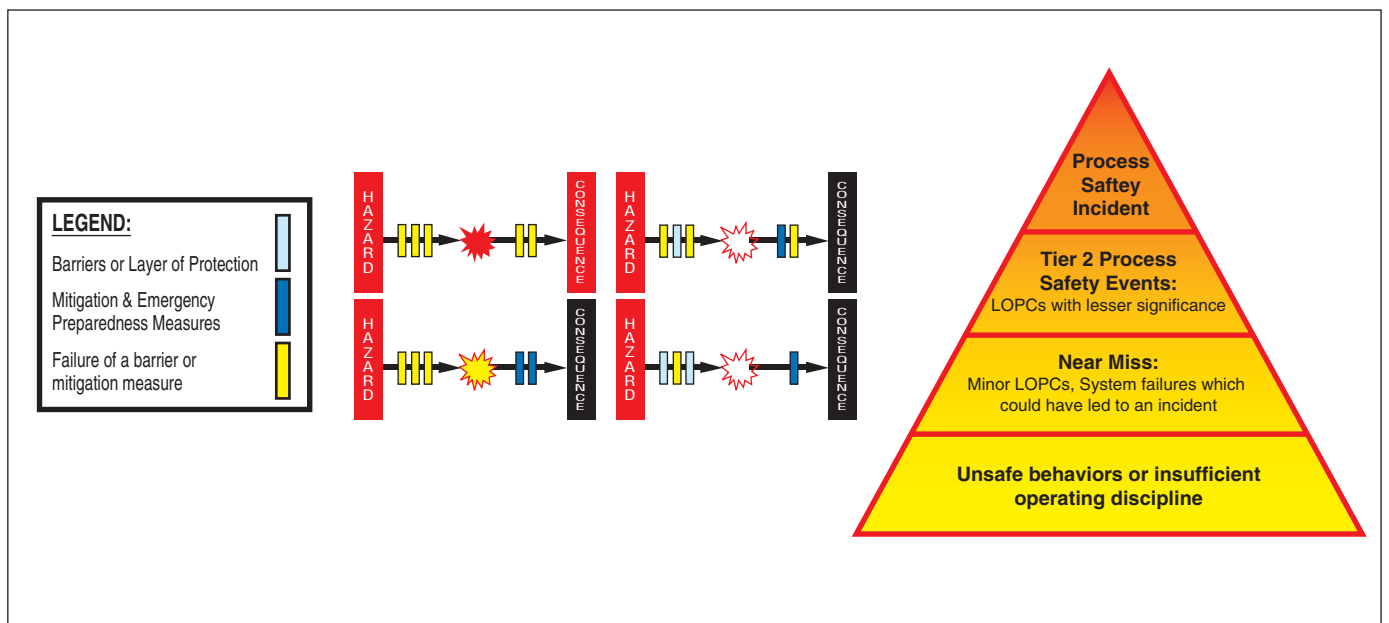 LEGEND:
Barriers or Layer of Protection
Mitigation & Emergency
Preparedness Measures
Failure of a barrier or
mitigation measure
HAZARD
CONSEQUENCE
HAZARD
CONSEQUENCE
HAZARD
CONSEQUENCE
HAZARD
CONSEQUENCE
Process
Saftey
Incident
Tier 2 Process
Safety Events:
LOPCs with lesser significance
Near Miss:
Minor LOPCs, System failures which
could have led to an incident
Unsafe behaviors or insufficient
operating discipline